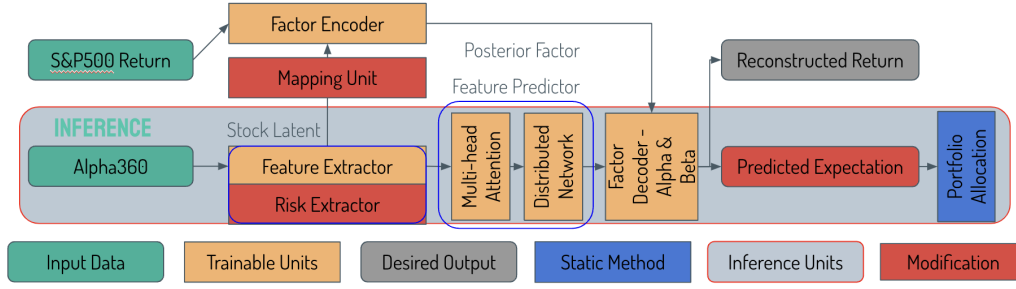 Factor Encoder
S&P500 Return
Posterior Factor
Reconstructed Return
Mapping Unit
Feature Predictor
INFERENCE
Stock Latent
Alpha360
Feature Extractor
Risk Extractor
Multi-head
Attention
Distributed
Network
Factor
Decoder –
Alpha &
Beta
Predicted Expectation
Portfolio
Allocation
Input Data
Trainable Units
Desired Output
Static Method
Inference Units
Modification